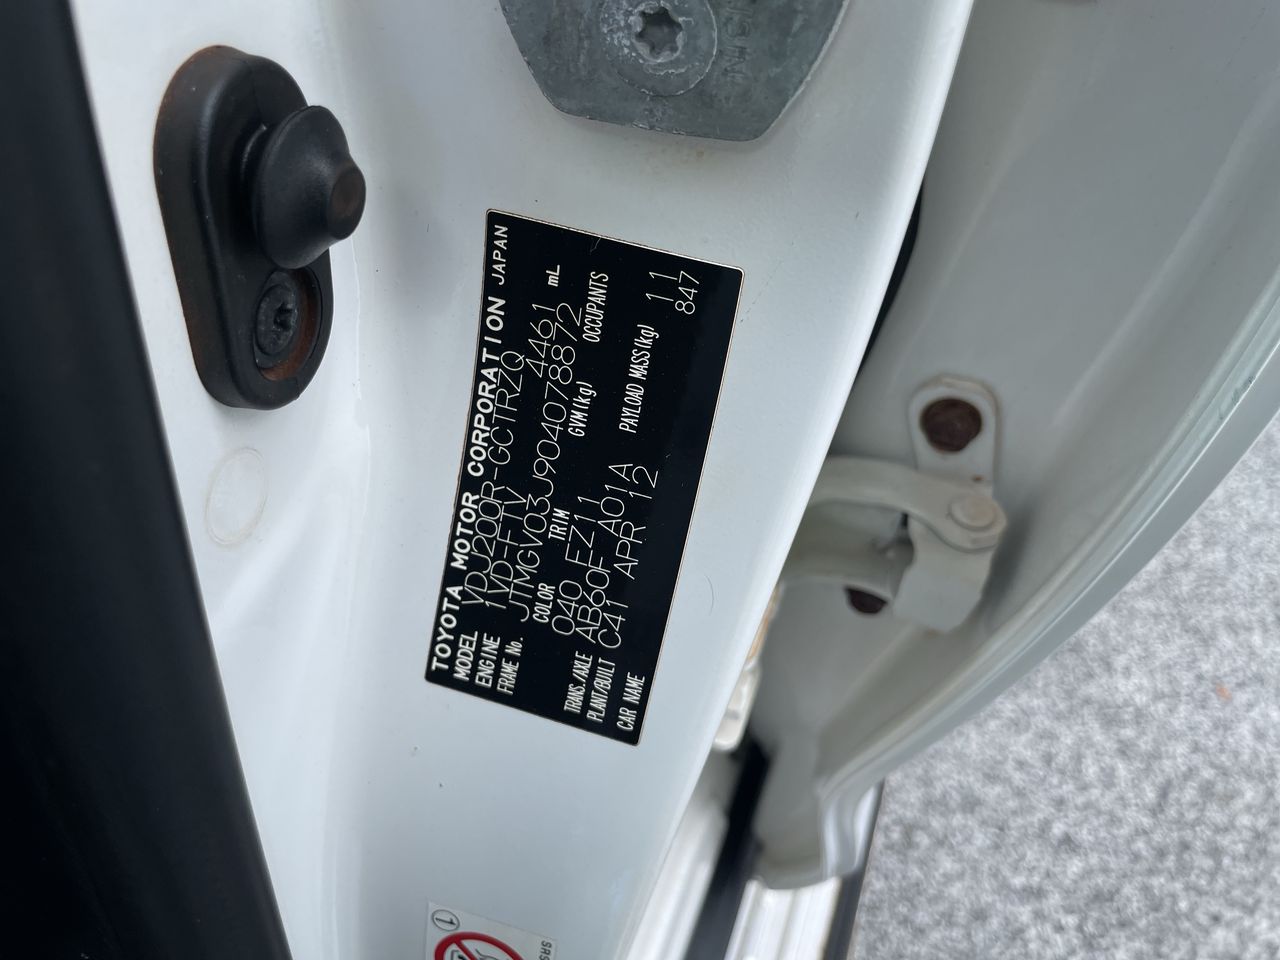 TOYOTA MOTOR CORPORATION JAPAN
MODEL VDJ200R-GCTRZQ
ENGINE 1VD-FTV 4461 mL
FRAME No. JTMGV03J904078872
COLOR TRIM GVM(kg) OCCUPANTS
040 FZ11
TRANS./AXLE AB60F A01A PAYLOAD MASS(kg) 11
PLANT/BUILT C41 APR 12 847
CAR NAME
①
SRS